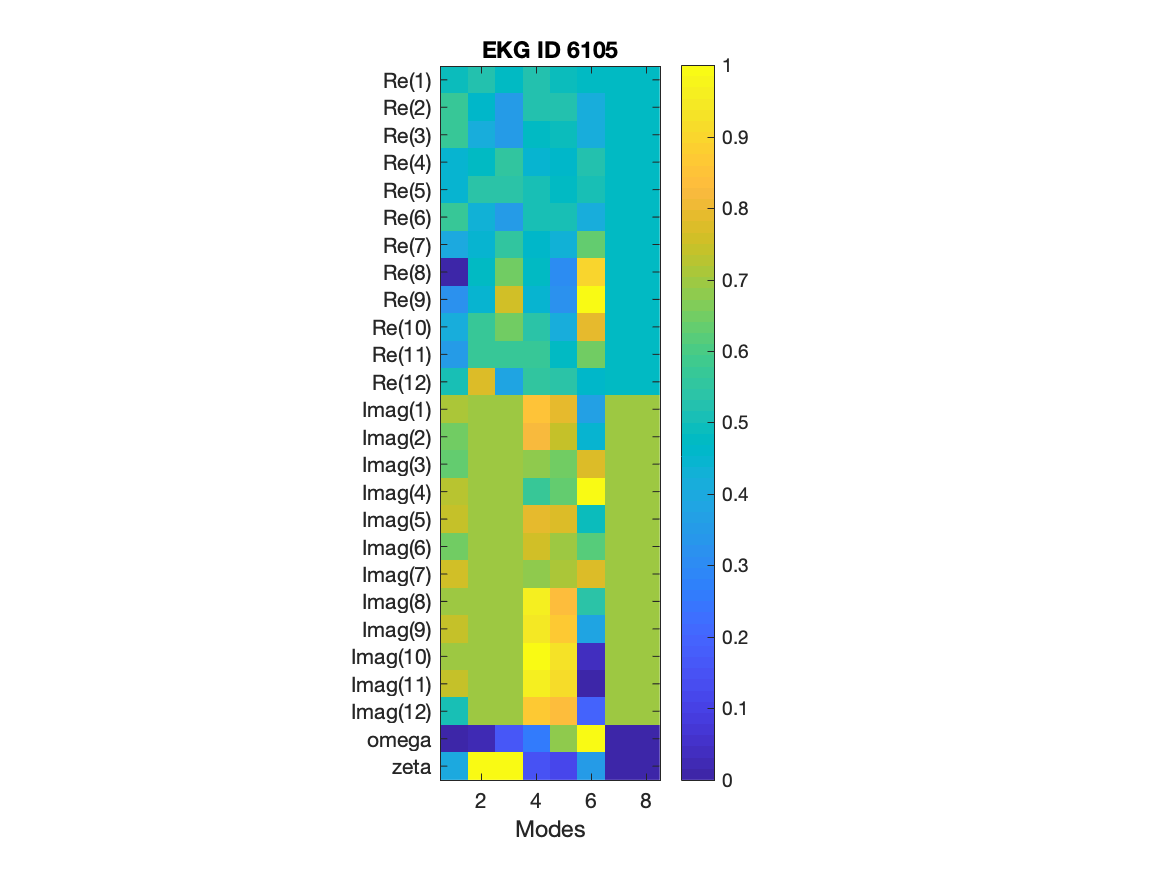 EKG ID 6105
Re(1)
Re(2)
Re(3)
Re(4)
Re(5)
Re(6)
Re(7)
Re(8)
Re(9)
Re(10)
Re(11)
Re(12)
Imag(1)
Imag(2)
Imag(3)
Imag(4)
Imag(5)
Imag(6)
Imag(7)
Imag(8)
Imag(9)
Imag(10)
Imag(11)
Imag(12)
omega
zeta
2 4 6 8
Modes
1
0.9
0.8
0.7
0.6
0.5
0.4
0.3
0.2
0.1
0